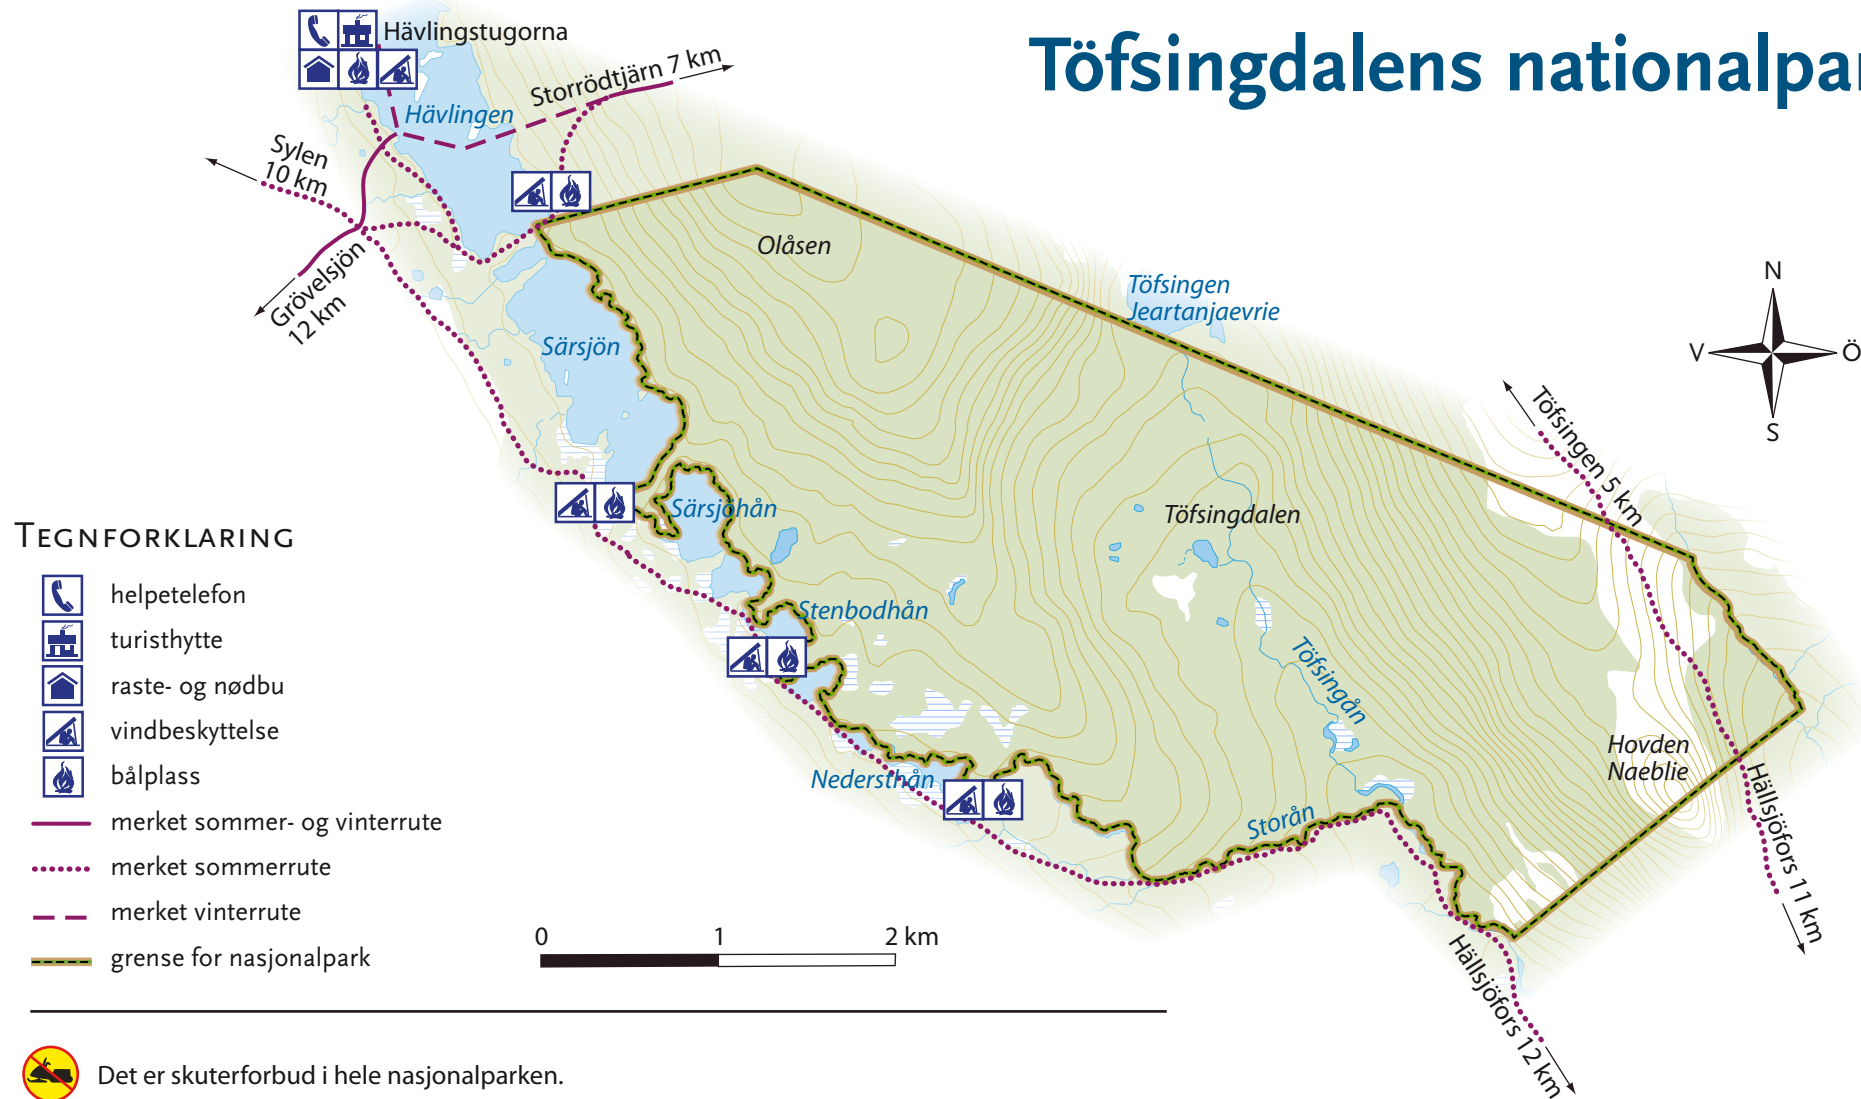 Töfsingdalens nationalpar
Hävlingstugorna
Storrödtjärn 7 km
Hävlingen
Sylen
10 km
Grövelsjön
12 km
Olåsen
Töfsingen
Jeartanjaevrie
N
V
Ö
S
Särsjön
Töfsingen 5 km
Särsjöhån
Töfsingdalen
TEGNFORKLARING
helpetelefon
turisthytte
raste- og nødbu
vindbeskyttelse
bålplass
merket sommer- og vinterrute
merket sommerrute
merket vinterrute
grense for nasjonalpark
Stenbodhån
Töfsingån
Hovden
Naeblie
Nedersthån
Storån
Hällsjöfors 11 km
Hällsjöfors 12 km
0 1 2 km
Det er skuterforbud i hele nasjonalparken.